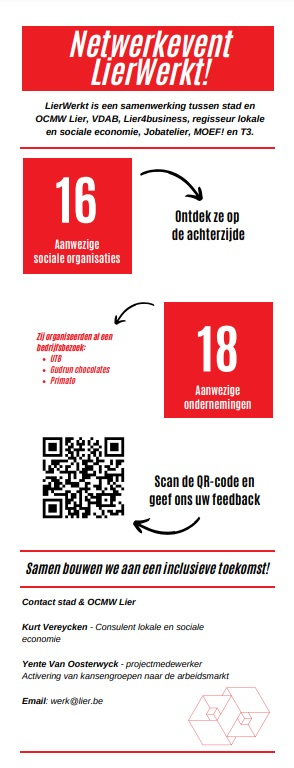 Netwerkevent
LierWerkt!
LierWerkt is een samenwerking tussen stad en
OCMW Lier, VDAB, Lier4business, regisseur lokale
en sociale economie, Jobatelier, MOEF! en T3.
16
Aanwezige
sociale organisaties
Ontdek ze op
de achterzijde
Zij organiseerden al een
bedrijfsbezoek:
• UTB
• Gudrun chocolates
• Primato
18
Aanwezige
ondernemingen
Scan de QR-code en
geef ons uw feedback
Samen bouwen we aan een inclusieve toekomst!
Contact stad & OCMW Lier
Kurt Vereycken - Consulent lokale en sociale
economie
Yente Van Oosterwyck - projectmedewerker
Activering van kansengroepen naar de arbeidsmarkt
Email: werk@lier.be